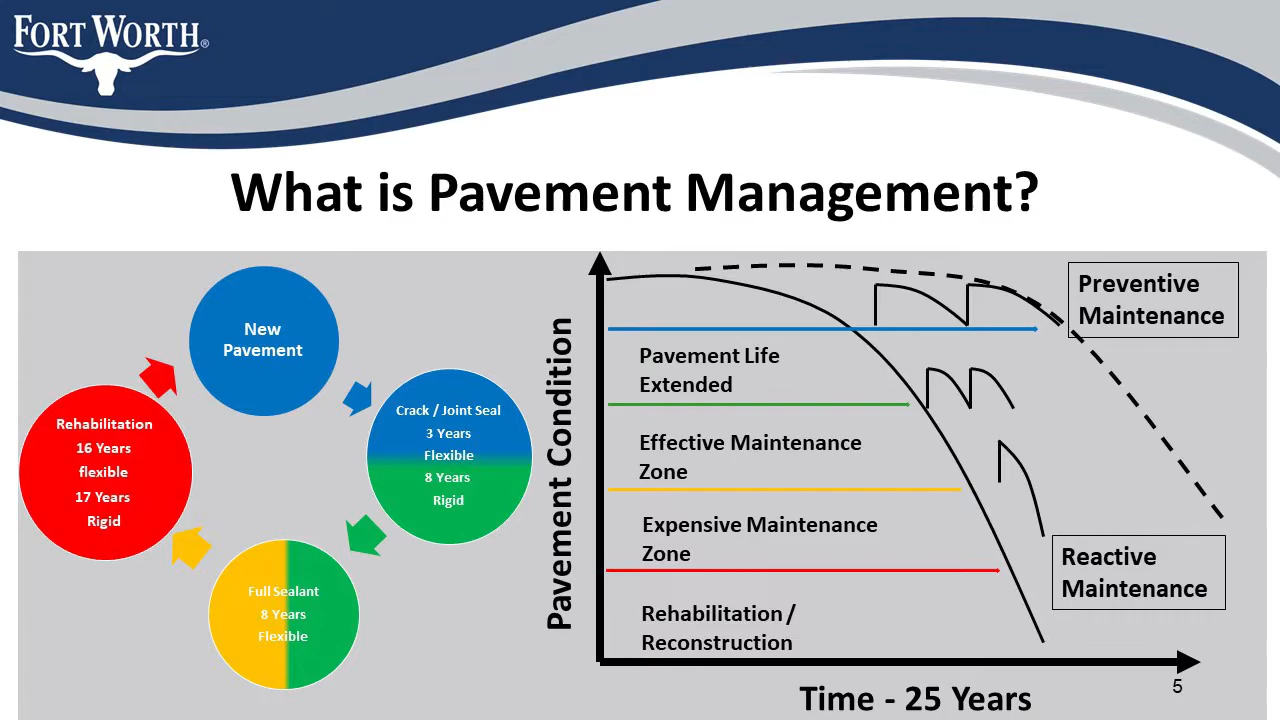 FORT WORTH®
What is Pavement Management?
New
Pavement
Crack / Joint Seal
3 Years
Flexible
8 Years
Rigid
Full Sealant
8 Years
Flexible
Rehabilitation
16 Years
flexible
17 Years
Rigid
Pavement Condition
Preventive
Maintenance
Pavement Life
Extended
Effective Maintenance
Zone
Expensive Maintenance
Zone
Reactive
Maintenance
Rehabilitation /
Reconstruction
Time - 25 Years
5